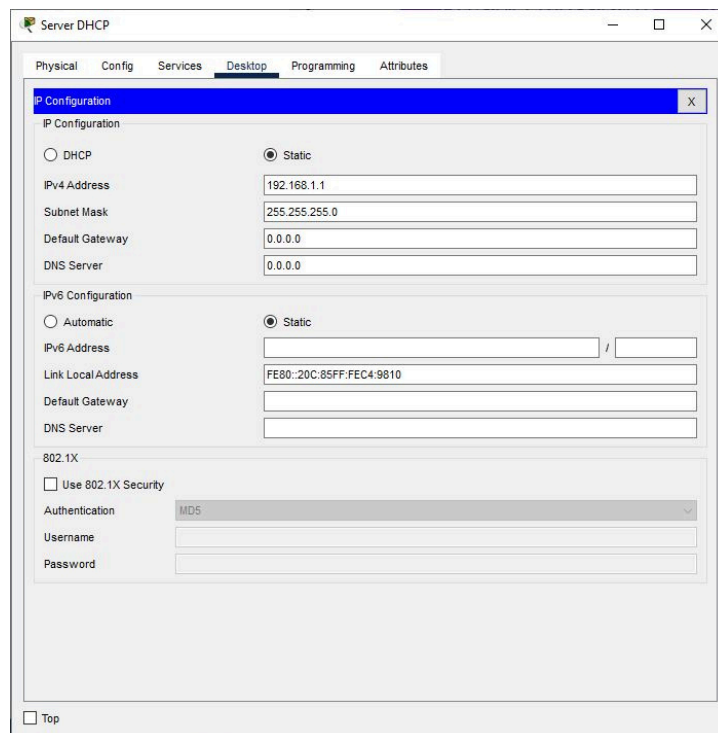 Server DHCP
Physical Config Services Desktop Programming Attributes
IP Configuration X
IP Configuration
DHCP Static
IPv4 Address 192.168.1.1
Subnet Mask 255.255.255.0
Default Gateway 0.0.0.0
DNS Server 0.0.0.0
IPv6 Configuration
Automatic Static
IPv6 Address /
Link Local Address FE80::20C:85FF:FEC4:9810
Default Gateway
DNS Server
802.1X
Use 802.1X Security
Authentication MD5
Username
Password
Top